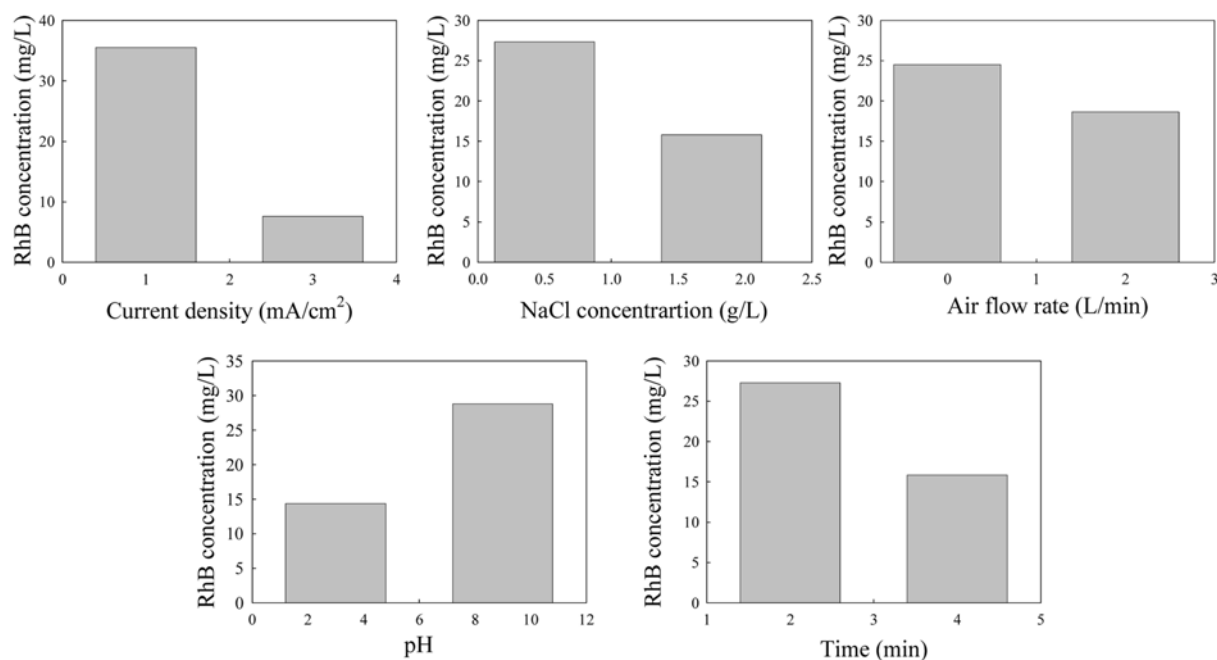 RhB concentration (mg/L)
40
30
20
10
0
0 1 2 3 4
Current density (mA/cm²)
RhB concentration (mg/L)
30
25
20
15
10
5
0
0.0 0.5 1.0 1.5 2.0 2.5
NaCl concentrartion (g/L)
RhB concentration (mg/L)
30
25
20
15
10
5
0
0 1 2 3
Air flow rate (L/min)
RhB concentration (mg/L)
35
30
25
20
15
10
5
0
0 2 4 6 8 10 12
pH
RhB concentration (mg/L)
30
25
20
15
10
5
0
1 2 3 4 5
Time (min)